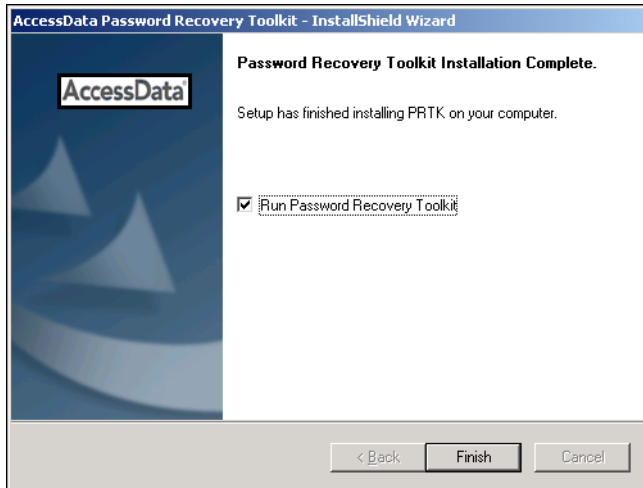 AccessData Password Recovery Toolkit - InstallShield Wizard
AccessData
Password Recovery Toolkit Installation Complete.
Setup has finished installing PRTK on your computer.
Run Password Recovery Toolkit
< Back
Finish
Cancel